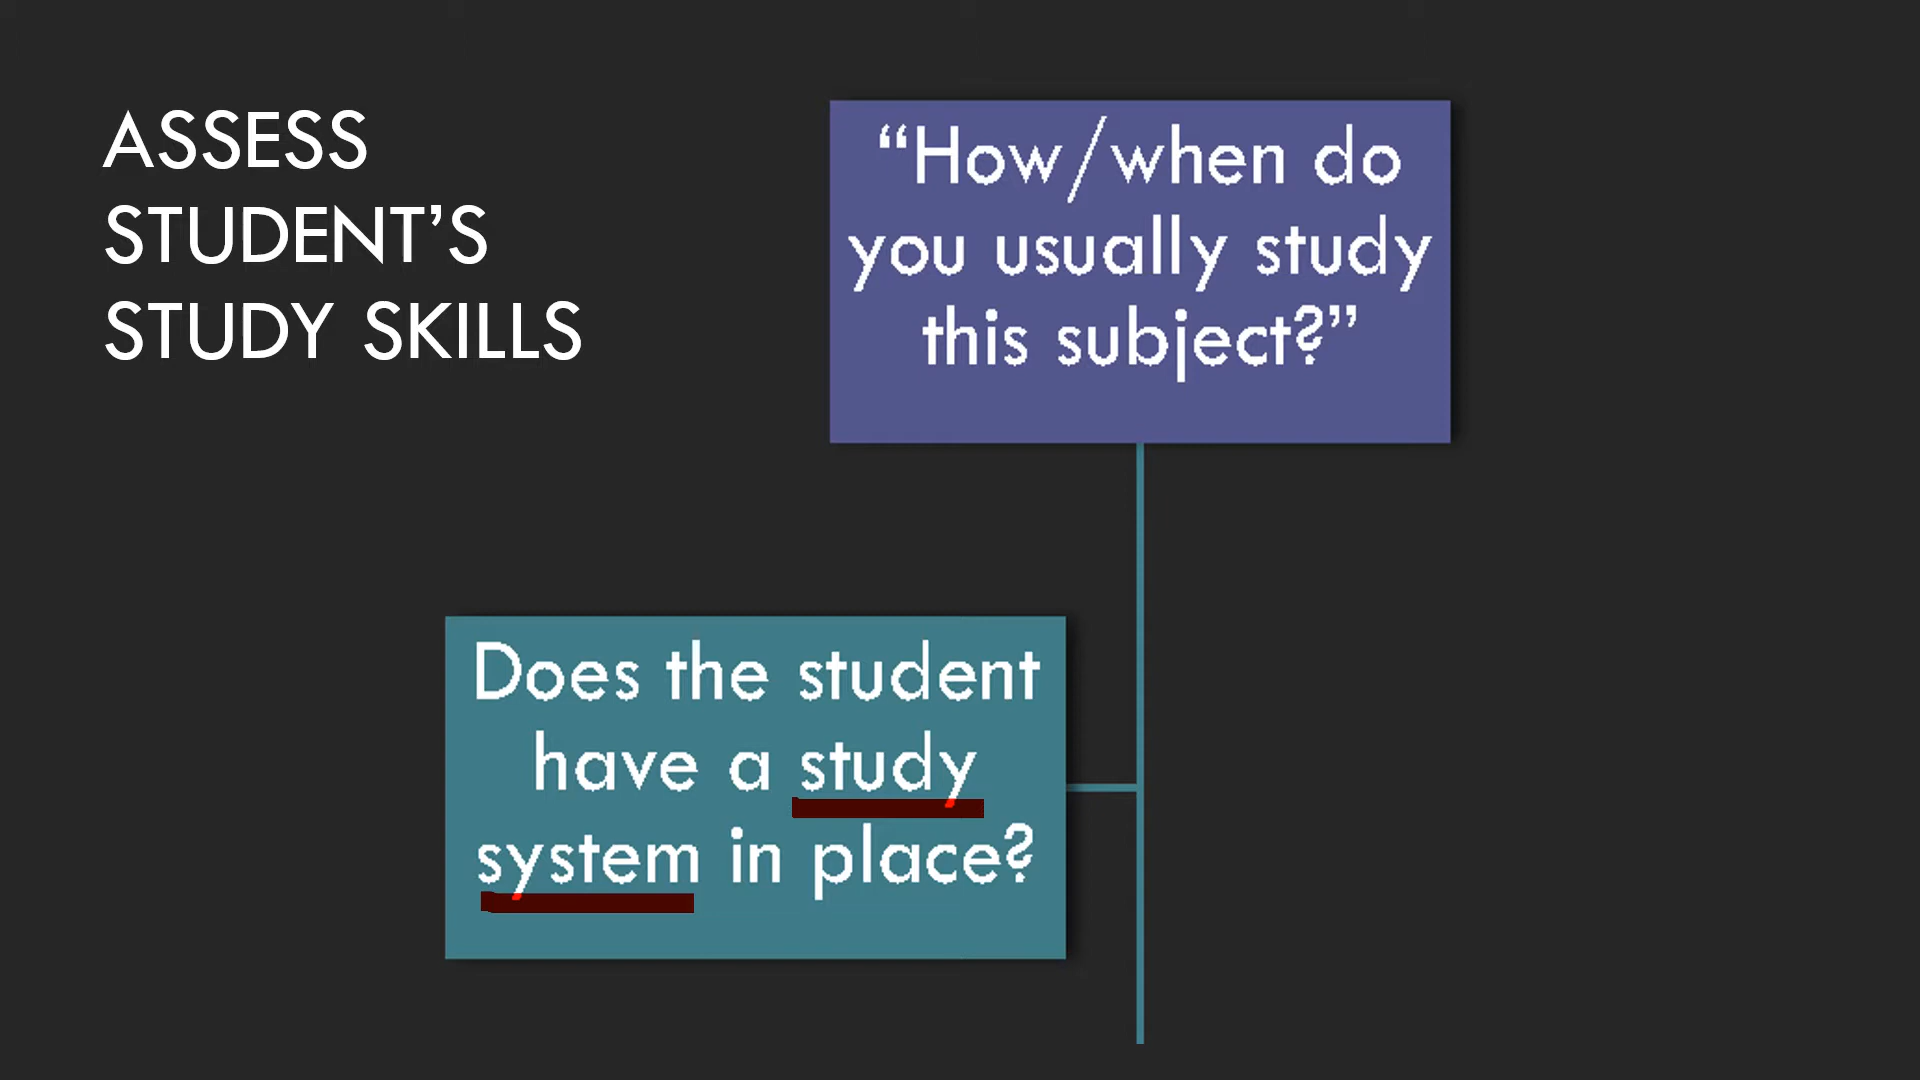 ASSESS
STUDENT’S
STUDY SKILLS
“How/when do
you usually study
this subject?”
Does the student
have a study
system in place?